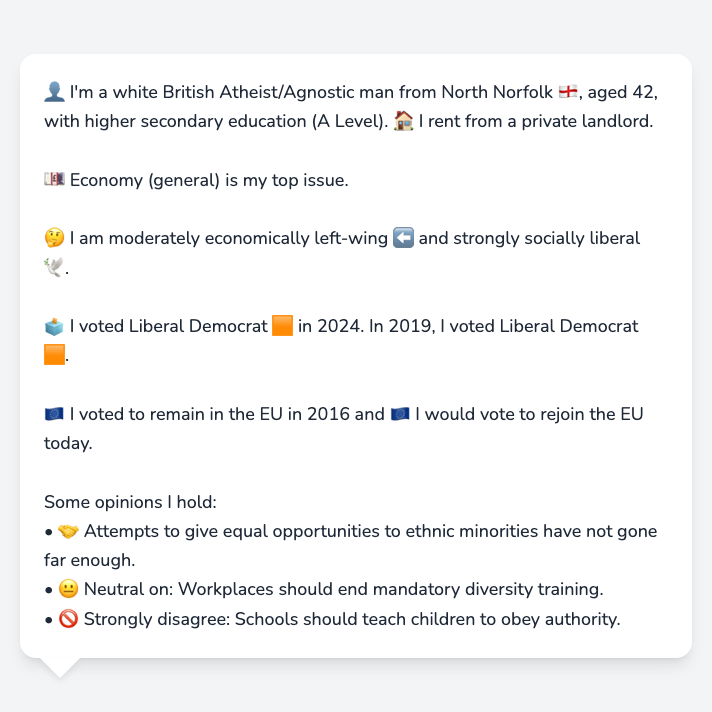 👤 I'm a white British Atheist/Agnostic man from North Norfolk 🏴󠁧󠁢󠁥󠁮󠁧󠁿, aged 42,
with higher secondary education (A Level). 🏠 I rent from a private landlord.
💷 Economy (general) is my top issue.
🤔 I am moderately economically left-wing ⬅️ and strongly socially liberal
🕊️.
🗳️ I voted Liberal Democrat 🟧 in 2024. In 2019, I voted Liberal Democrat
🟧.
🇪🇺 I voted to remain in the EU in 2016 and 🇪🇺 I would vote to rejoin the EU
today.
Some opinions I hold:
• 🤝 Attempts to give equal opportunities to ethnic minorities have not gone
far enough.
• 😐 Neutral on: Workplaces should end mandatory diversity training.
• 🚫 Strongly disagree: Schools should teach children to obey authority.